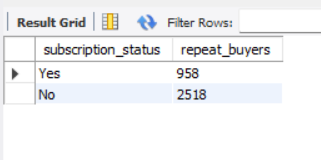 Result Grid Filter Rows:
subscription_status repeat_buyers
Yes 958
No 2518